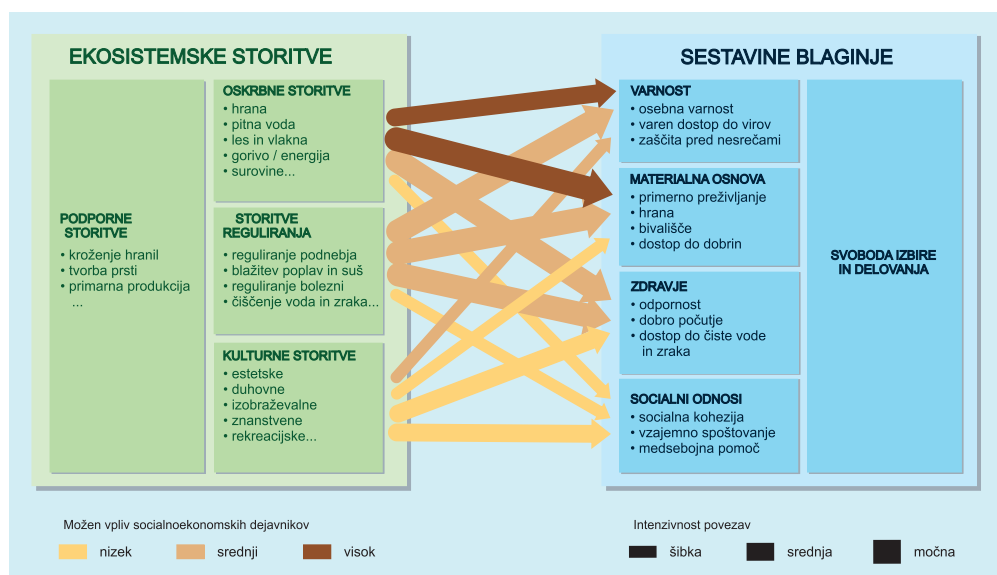 EKOSISTEMSKE STORITVE
PODPORNE
STORITVE
• kroženje hranil
• tvorba prsti
• primarna produkcija
...
OSKRBNE STORITVE
• hrana
• pitna voda
• les in vlakna
• gorivo / energija
• surovine...
STORITVE
REGULIRANJA
• reguliranje podnebja
• blažitev poplav in suš
• reguliranje bolezni
• čiščenje voda in zraka...
KULTURNE STORITVE
• estetske
• duhovne
• izobraževalne
• znanstvene
• rekreacijske...
SESTAVINE BLAGINJE
VARNOST
• osebna varnost
• varen dostop do virov
• zaščita pred nesrečami
MATERIALNA OSNOVA
• primerno preživljanje
• hrana
• bivališče
• dostop do dobrin
ZDRAVJE
• odpornost
• dobro počutje
• dostop do čiste vode
in zraka
SOCIALNI ODNOSI
• socialna kohezija
• vzajemno spoštovanje
• medsebojna pomoč
SVOBODA IZBIRE
IN DELOVANJA
Možen vpliv socialnoekonomskih dejavnikov
nizek
srednji
visok
Intenzivnost povezav
šibka
srednja
močna